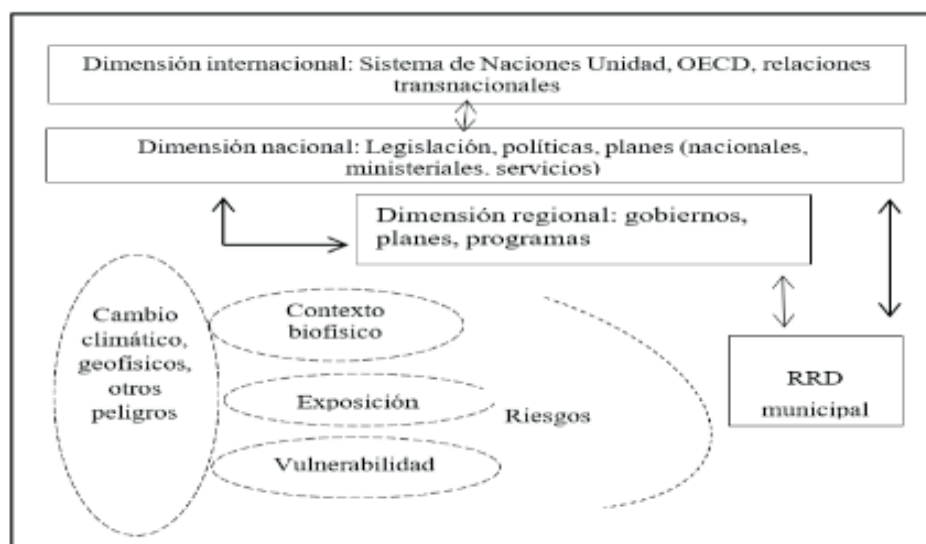 Dimensión internacional: Sistema de Naciones Unidad, OECD, relaciones
transnacionales
Dimensión nacional: Legislación, políticas, planes (nacionales,
ministeriales. servicios)
Dimensión regional: gobiernos,
planes, programas
Cambio
climático,
geofísicos,
otros
peligros
Contexto
biofísico
Exposición
Vulnerabilidad
Riesgos
RRD
municipal